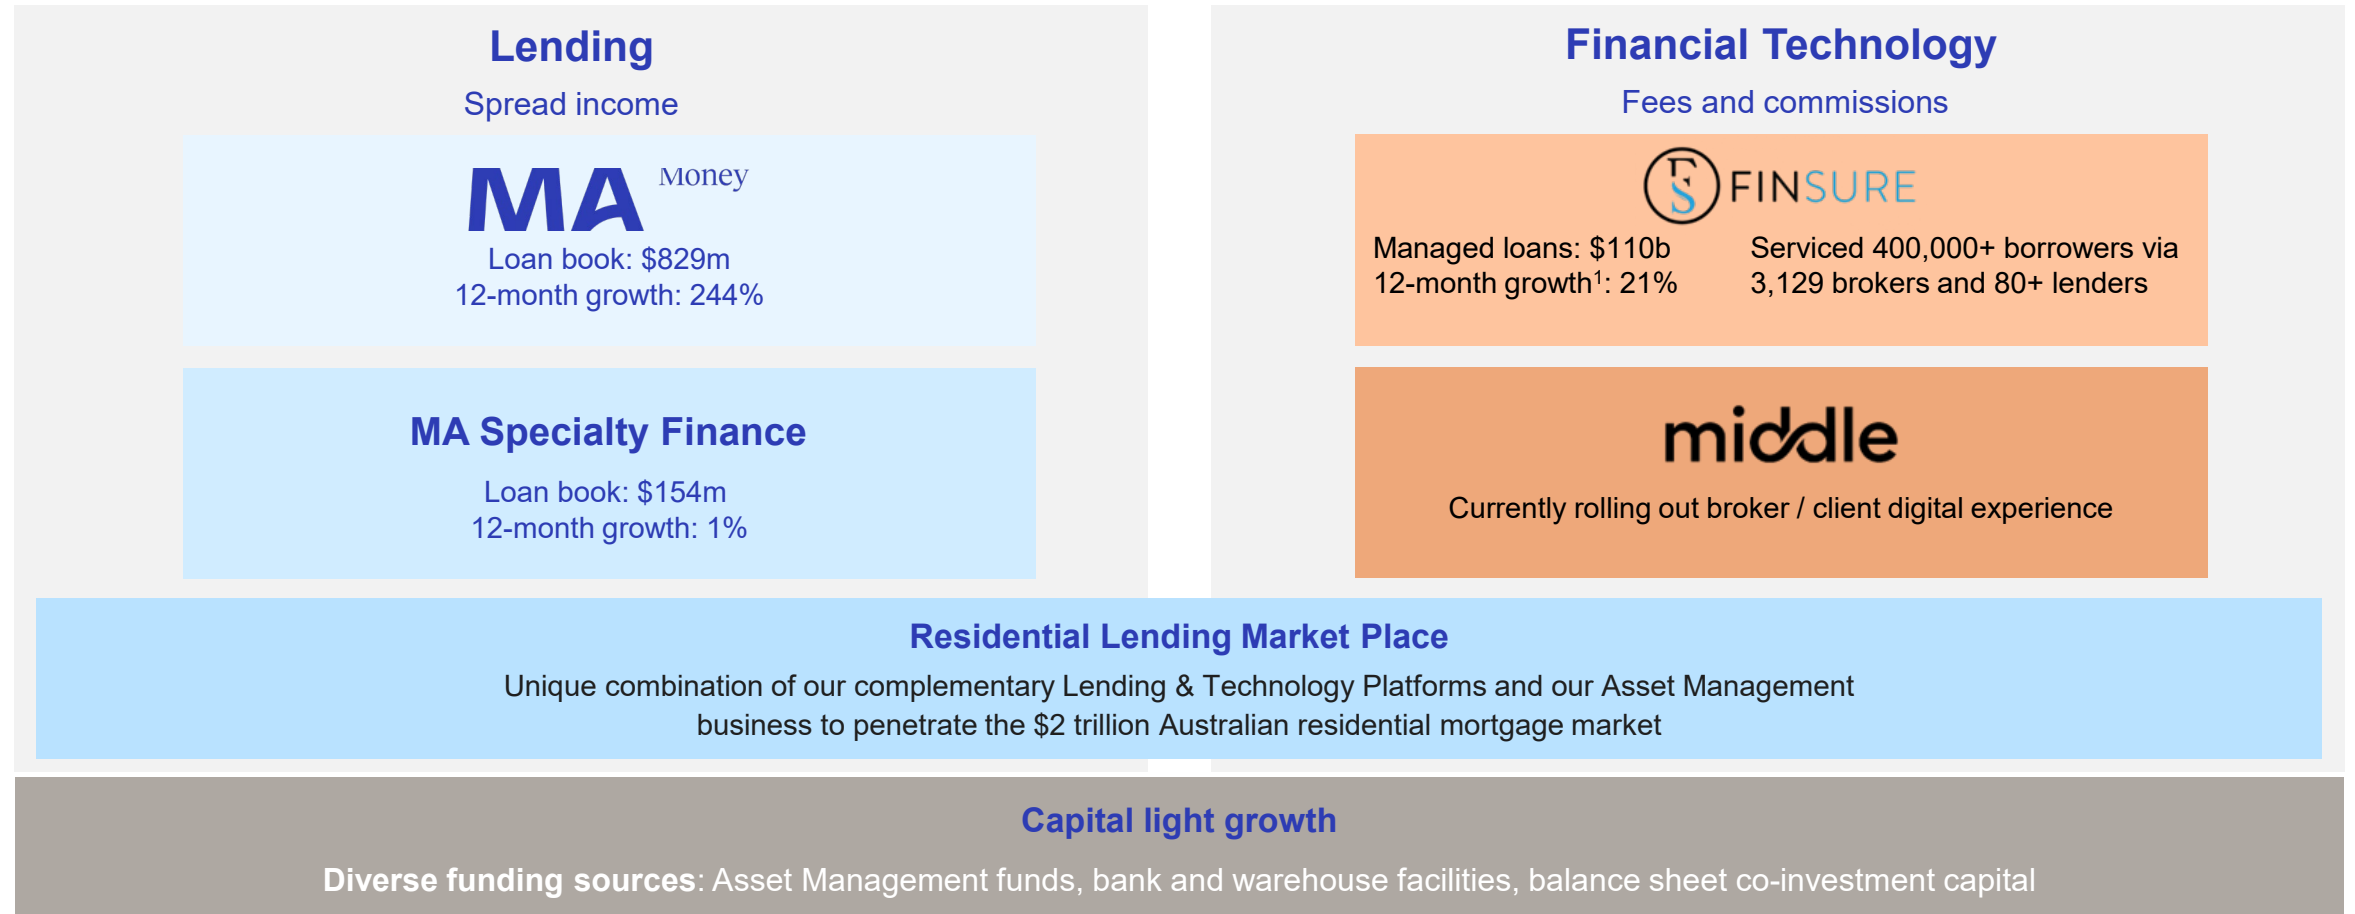 Lending
Spread income
MA Money
Loan book: $829m
12-month growth: 244%
MA Specialty Finance
Loan book: $154m
12-month growth: 1%
Financial Technology
Fees and commissions
FS FINSURE
Managed loans: $110b
12-month growth¹: 21%
Serviced 400,000+ borrowers via
3,129 brokers and 80+ lenders
middle
Currently rolling out broker / client digital experience
Residential Lending Market Place
Unique combination of our complementary Lending & Technology Platforms and our Asset Management
business to penetrate the $2 trillion Australian residential mortgage market
Capital light growth
Diverse funding sources: Asset Management funds, bank and warehouse facilities, balance sheet co-investment capital